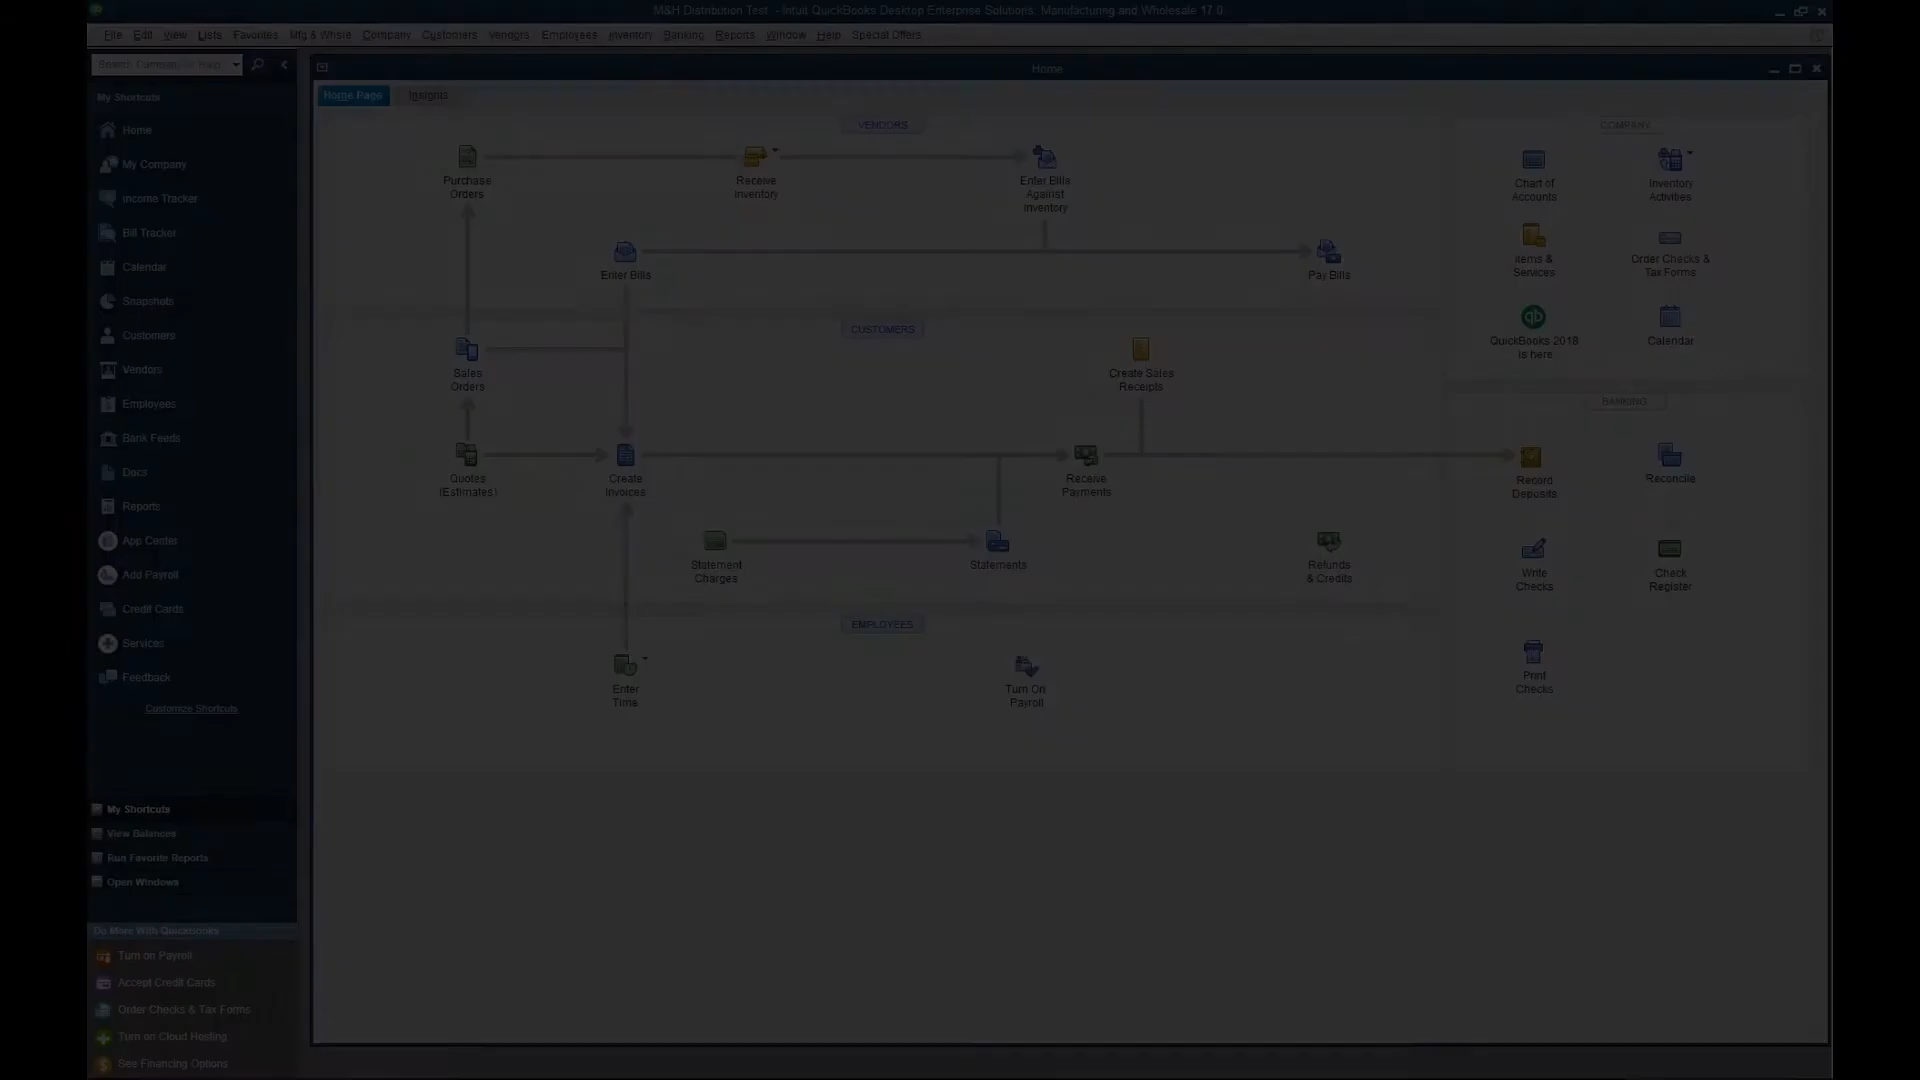 M&H Distribution Test - Intuit QuickBooks Desktop Enterprise Solutions: Manufacturing and Wholesale 17.0
File Edit View Lists Favorites Mfg & Whsle Company Customers Vendors Employees Inventory Banking Reports Window Help Special Offers
Home
My Shortcuts
Home
My Company
Income Tracker
Bill Tracker
Calendar
Snapshots
Customers
Vendors
Employees
Bank Feeds
Docs
Reports
App Center
Add Payroll
Credit Cards
Services
Feedback
Customize Shortcuts
My Shortcuts
View Balances
Run Favorite Reports
Open Windows
Do More With QuickBooks
Turn on Payroll
Accept Credit Cards
Order Checks & Tax Forms
Turn on Cloud Hosting
See Financing Options
Home Page
Insights
VENDORS
Purchase
Orders
Receive
Inventory
Enter Bills
Against
Inventory
Enter Bills
Pay Bills
CUSTOMERS
Sales
Orders
Create Sales
Receipts
Quotes
(Estimates)
Create
Invoices
Receive
Payments
Statement
Charges
Statements
Refunds
& Credits
EMPLOYEES
Enter
Time
Turn On
Payroll
COMPANY
Chart of
Accounts
Inventory
Activities
Items &
Services
Order Checks &
Tax Forms
qb
QuickBooks 2018
is here
Calendar
BANKING
Record
Deposits
Reconcile
Write
Checks
Check
Register
Print
Checks